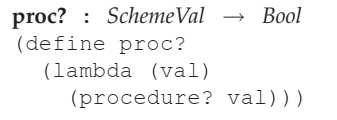 proc? : SchemeVal → Bool
(define proc?
  (lambda (val)
    (procedure? val)))